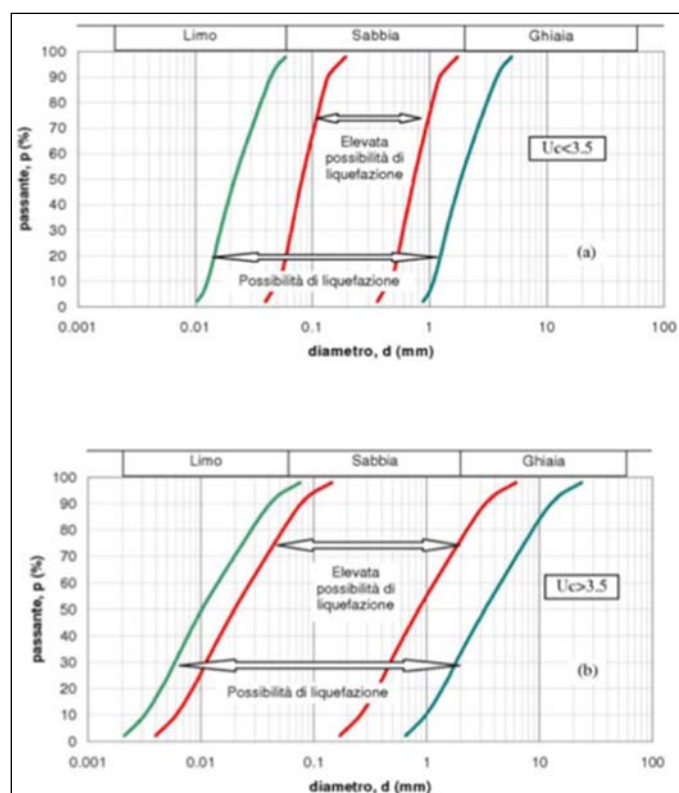 Limo Sabbia Ghiaia
100
90
80
70
60
50
40
30
20
10
0
passante, p (%)
Elevata
possibilità di
liquefazione
Uc<3.5
(a)
Possibilità di liquefazione
0.001 0.01 0.1 1 10 100
diametro, d (mm)
Limo Sabbia Ghiaia
100
90
80
70
60
50
40
30
20
10
0
passante, p (%)
Elevata
possibilità di
liquefazione
Uc>3.5
(b)
Possibilità di liquefazione
0.001 0.01 0.1 1 10 100
diametro, d (mm)